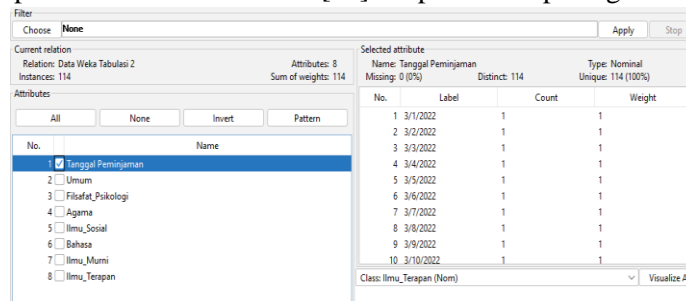 Filter
Choose None Apply Stop
Current relation
Relation: Data Weka Tabulasi 2 Attributes: 8
Instances: 114 Sum of weights: 114
Attributes
All None Invert Pattern
No. Name
1 Tanggal Peminjaman
2 Umum
3 Filsafat_Psikologi
4 Agama
5 Ilmu_Sosial
6 Bahasa
7 Ilmu_Murni
8 Ilmu_Terapan
Selected attribute
Name: Tanggal Peminjaman Type: Nominal
Missing: 0 (0%) Distinct: 114 Unique: 114 (100%)
No. Label Count Weight
1 3/1/2022 1 1
2 3/2/2022 1 1
3 3/3/2022 1 1
4 3/4/2022 1 1
5 3/5/2022 1 1
6 3/6/2022 1 1
7 3/7/2022 1 1
8 3/8/2022 1 1
9 3/9/2022 1 1
10 3/10/2022 1 1
Class: Ilmu_Terapan (Nom) Visualize A